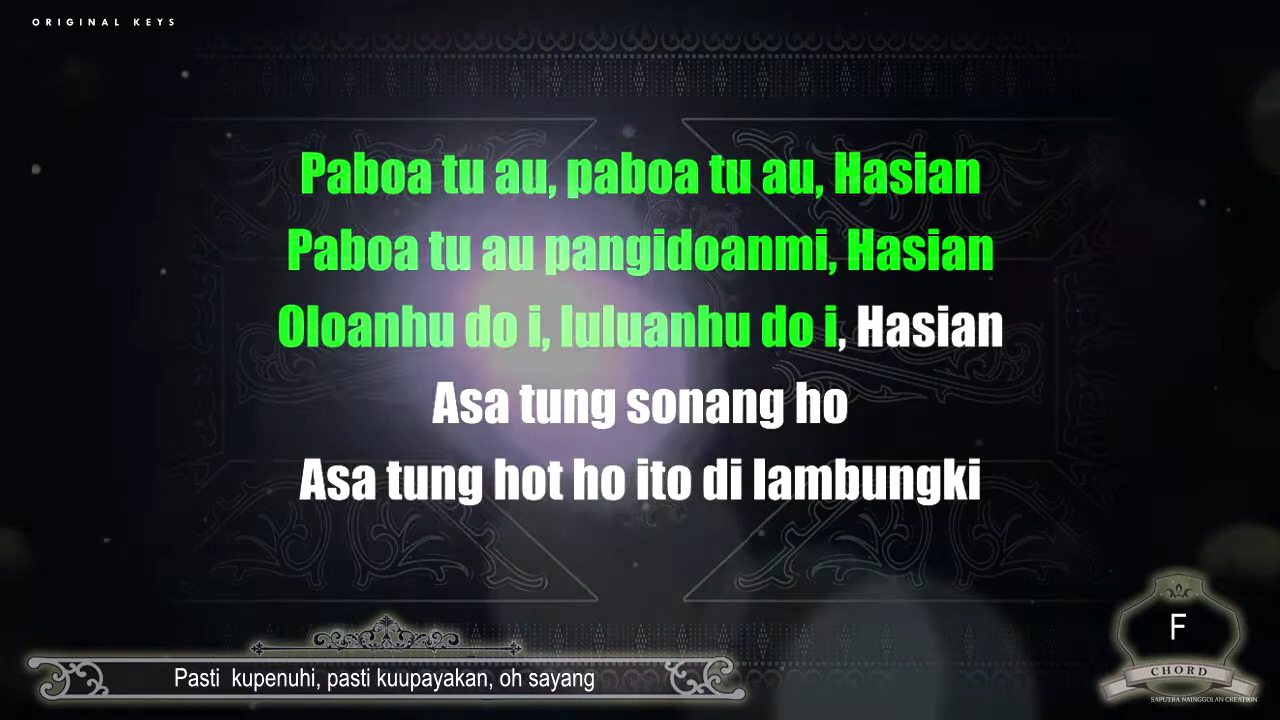 ORIGINAL KEYS
Paboa tu au, paboa tu au, Hasian
Paboa tu au pangidoanmi, Hasian
Oloanhu do i, luluanhu do i, Hasian
Asa tung sonang ho
Asa tung hot ho ito di lambungki
F
CHORD
SAPUTRA NAINGGOLAN CREATION
Pasti kupenuhi, pasti kuupayakan, oh sayang